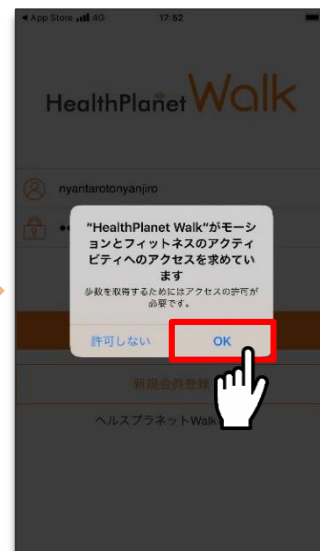 App Store 4G 17:52
HealthPlanet Walk
nyantarotonyanjiro
"HealthPlanet Walk"がモーシ
ョンとフィットネスのアクティ
ビティへのアクセスを求めてい
ます
歩数を取得するためにはアクセスの許可が
必要です。
許可しない OK
新規会員登録
ヘルスプラネットWalk